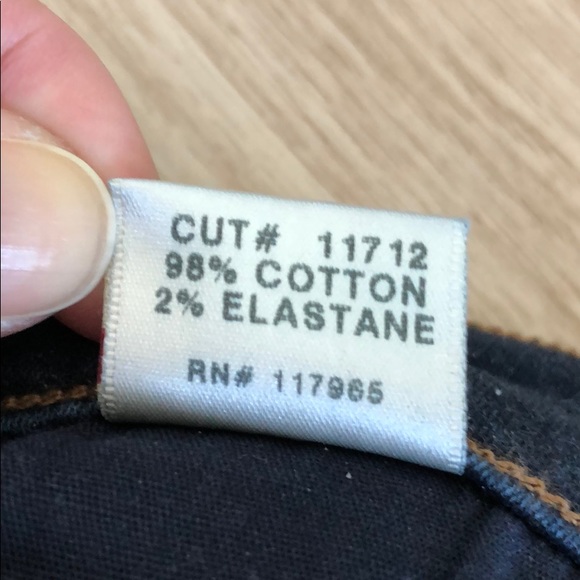 CUT# 11712
98% COTTON
2% ELASTANE
RN# 117965